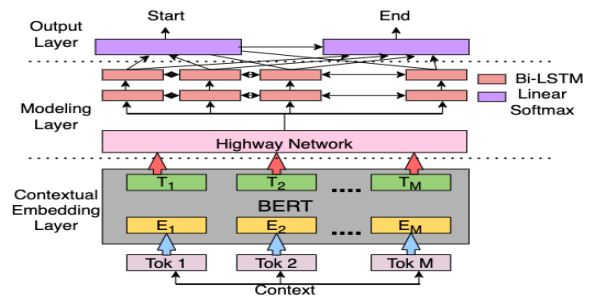 Start
End
Output
Layer
Bi-LSTM
Linear
Softmax
Modeling
Layer
Highway Network
T1
T2
....
TM
Contextual
Embedding
Layer
BERT
E1
E2
....
EM
Tok 1
Tok 2
Tok M
Context